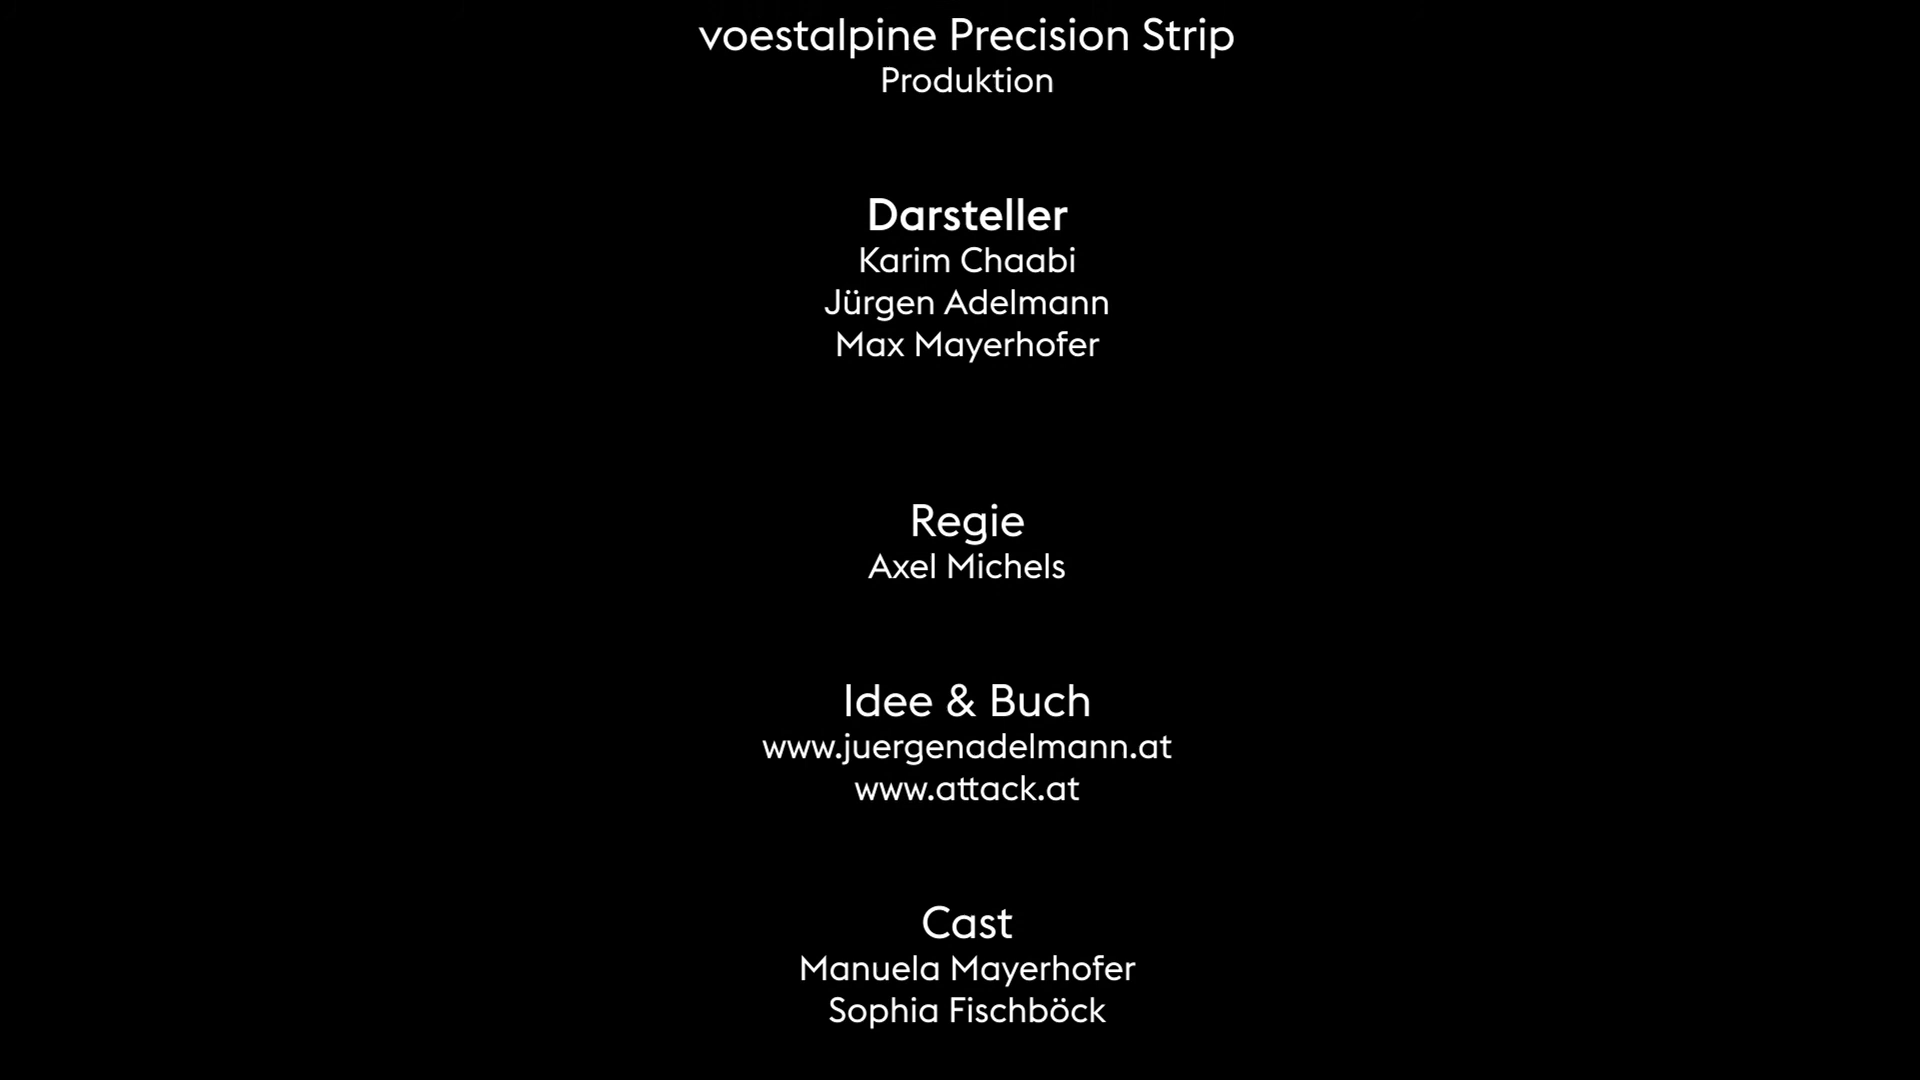 voestalpine Precision Strip
Produktion
Darsteller
Karim Chaabi
Jürgen Adelmann
Max Mayerhofer
Regie
Axel Michels
Idee & Buch
www.juergenadelmann.at
www.attack.at
Cast
Manuela Mayerhofer
Sophia Fischböck